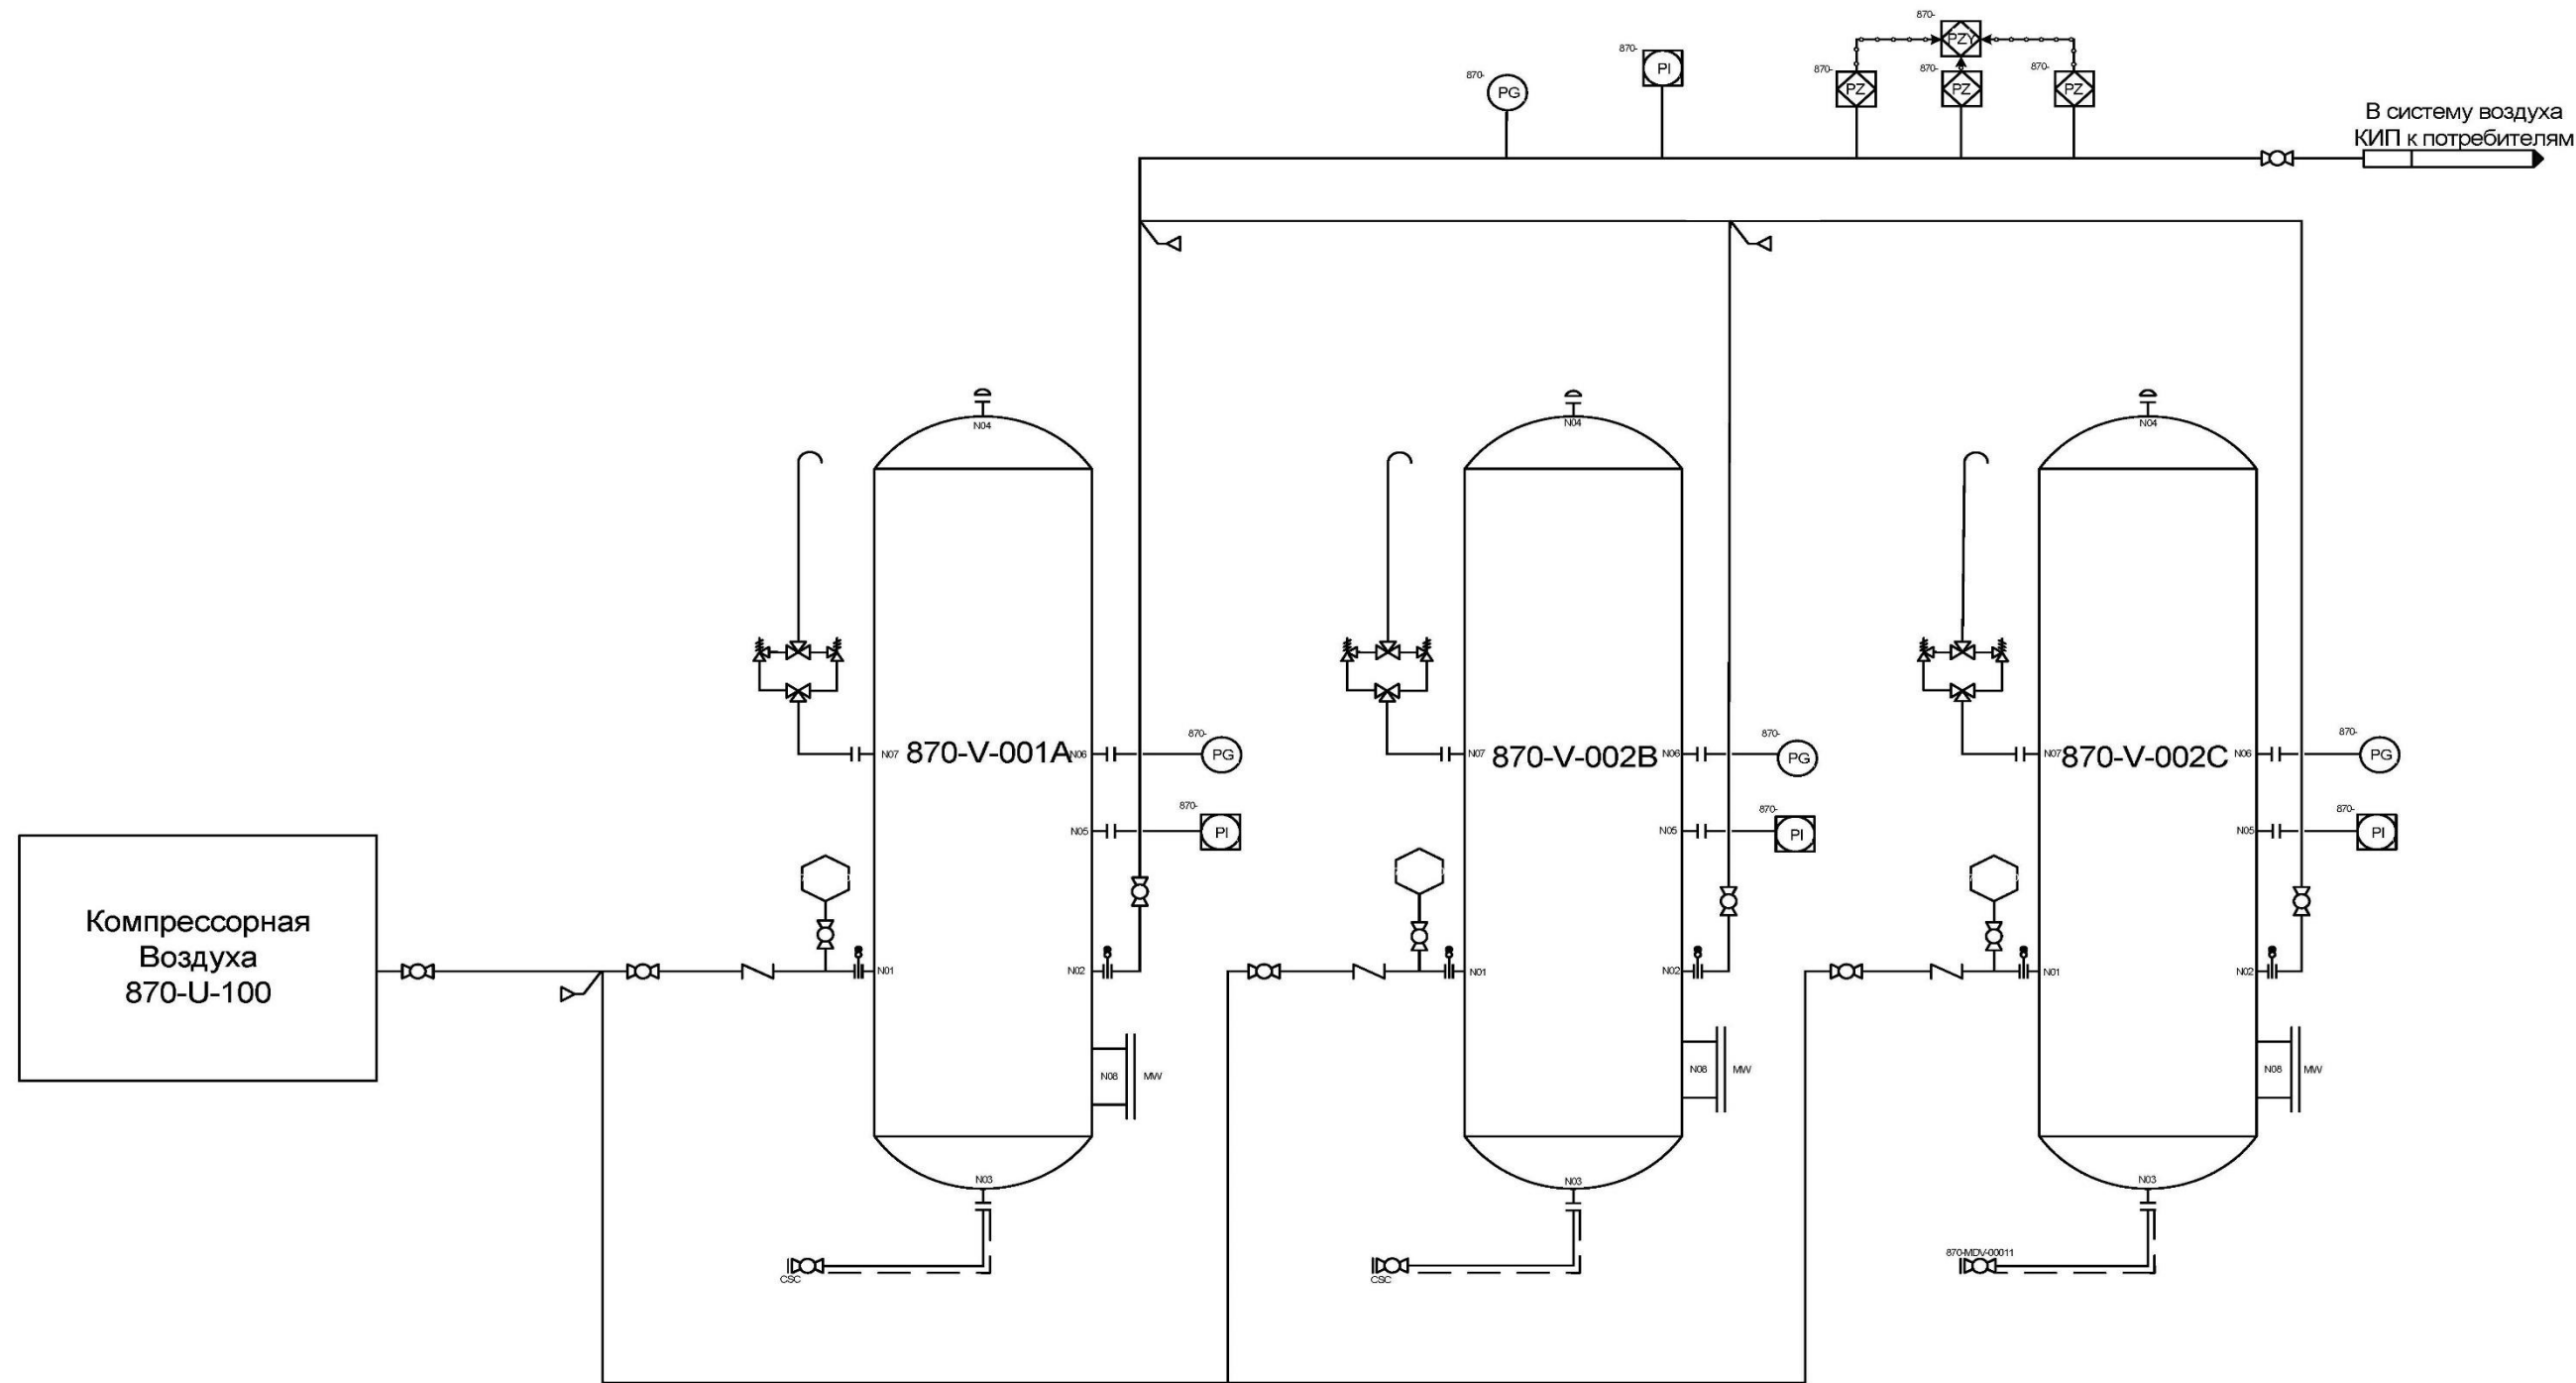 870-
PZY
870-
PI
870-
PG
870-
PZ
870-
PZ
870-
PZ
В систему воздуха
КИП к потребителям
N04
N04
N04
N07
870-V-001A
N06
870-
PG
N07
870-V-002B
N06
870-
PG
N07
870-V-002C
N06
870-
PG
N05
870-
PI
N05
870-
PI
N05
870-
PI
Компрессорная
Воздуха
870-U-100
N01
N02
N01
N02
N01
N02
N08
MW
N08
MW
N08
MW
N03
N03
N03
CSC
CSC
870-MDV-00011